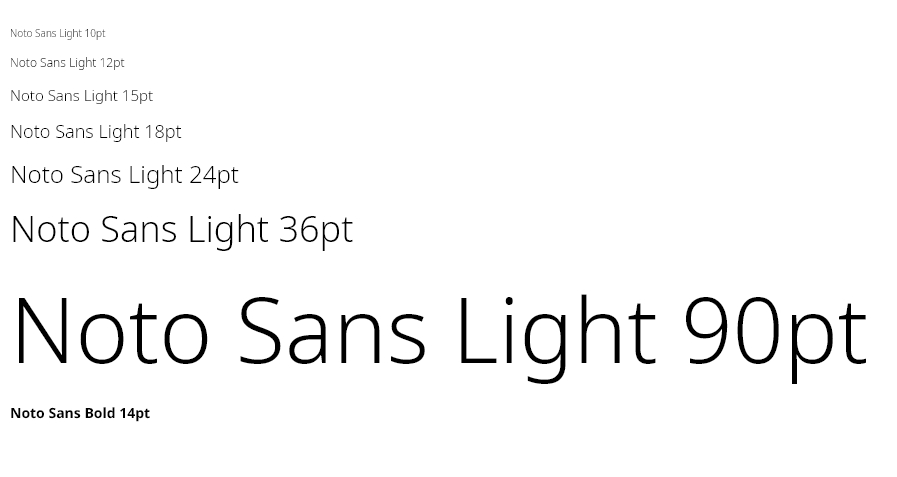 Noto Sans Light 10pt
Noto Sans Light 12pt
Noto Sans Light 15pt
Noto Sans Light 18pt
Noto Sans Light 24pt
Noto Sans Light 36pt
Noto Sans Light 90pt
Noto Sans Bold 14pt